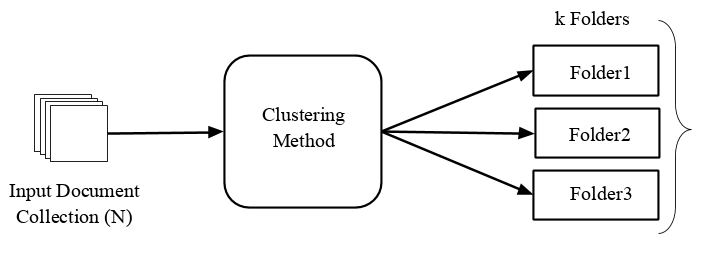 k Folders
Folder1
Clustering
Method
Folder2
Input Document
Collection (N)
Folder3